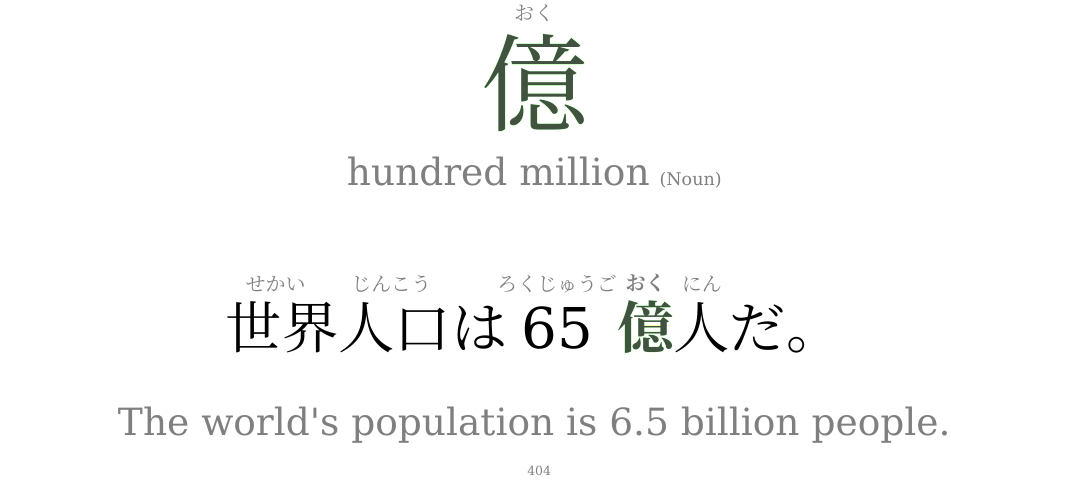 おく
億
hundred million (Noun)
せかい じんこう ろくじゅうご おく にん
世界人口は 65 億人だ。
The world's population is 6.5 billion people.
404